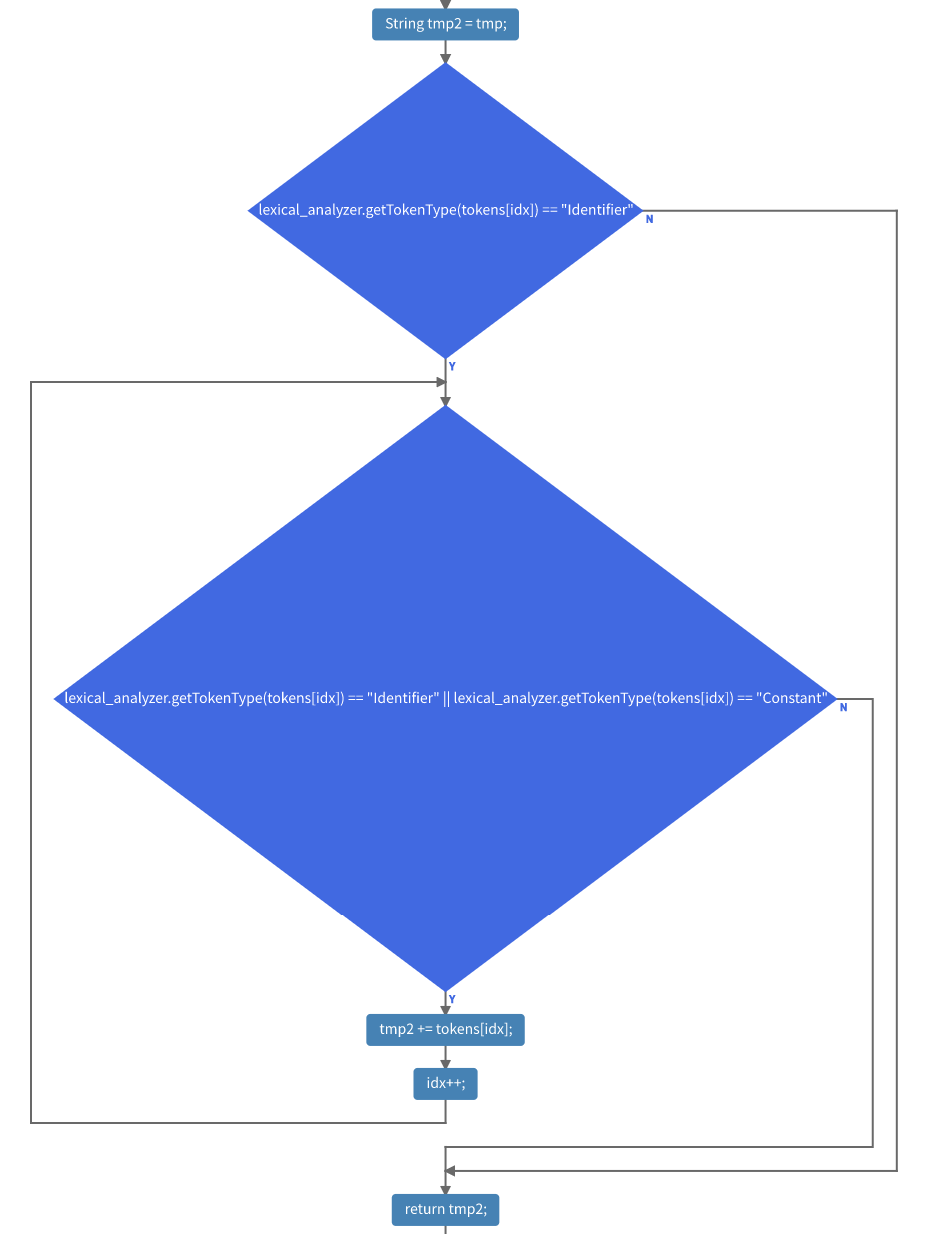 String tmp2 = tmp;
lexical_analyzer.getTokenType(tokens[idx]) == "Identifier"
N
Y
lexical_analyzer.getTokenType(tokens[idx]) == "Identifier" || lexical_analyzer.getTokenType(tokens[idx]) == "Constant"
N
Y
tmp2 += tokens[idx];
idx++;
return tmp2;